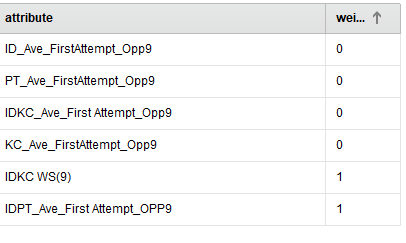 attribute wei...
ID_Ave_FirstAttempt_Opp9 0
PT_Ave_FirstAttempt_Opp9 0
IDKC_Ave_First Attempt_Opp9 0
KC_Ave_FirstAttempt_Opp9 0
IDKC WS(9) 1
IDPT_Ave_First Attempt_OPP9 1